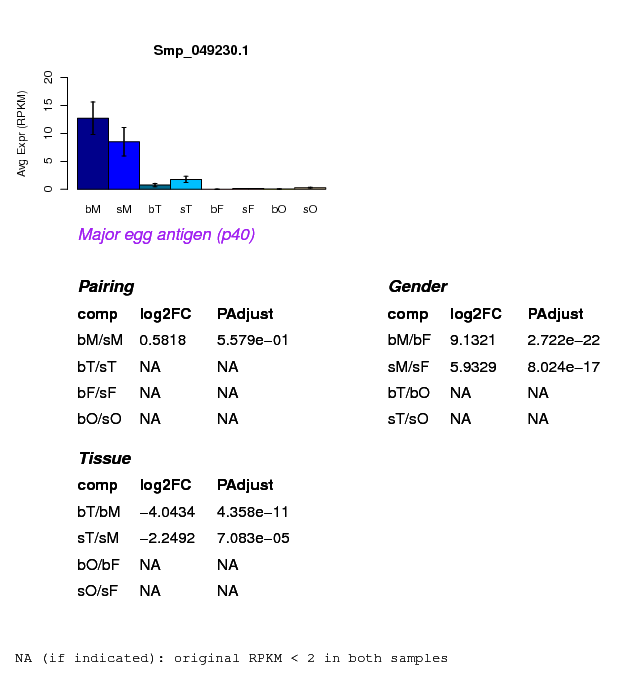 Smp_049230.1
Avg Expr (RPKM)
20
15
10
5
0
bM sM bT sT bF sF bO sO
Major egg antigen (p40)
Pairing
comp log2FC PAdjust
bM/sM 0.5818 5.579e−01
bT/sT NA NA
bF/sF NA NA
bO/sO NA NA
Gender
comp log2FC PAdjust
bM/bF 9.1321 2.722e−22
sM/sF 5.9329 8.024e−17
bT/bO NA NA
sT/sO NA NA
Tissue
comp log2FC PAdjust
bT/bM −4.0434 4.358e−11
sT/sM −2.2492 7.083e−05
bO/bF NA NA
sO/sF NA NA
NA (if indicated): original RPKM < 2 in both samples